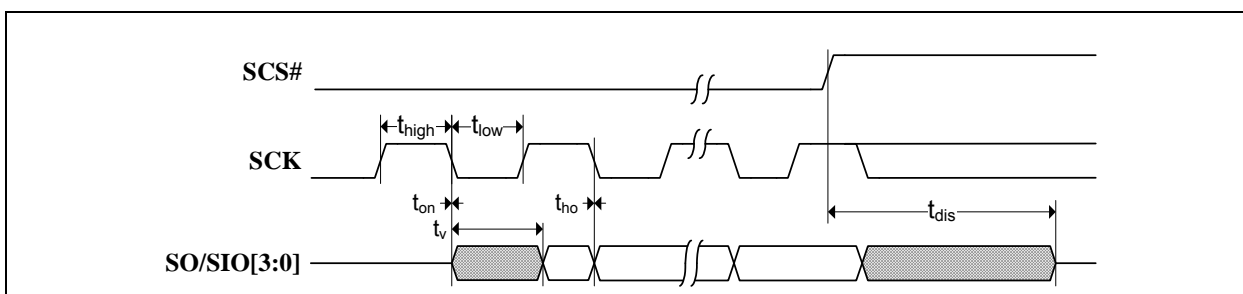 SCS#
thigh
tlow
SCK
ton
tho
tdis
tv
SO/SIO[3:0]